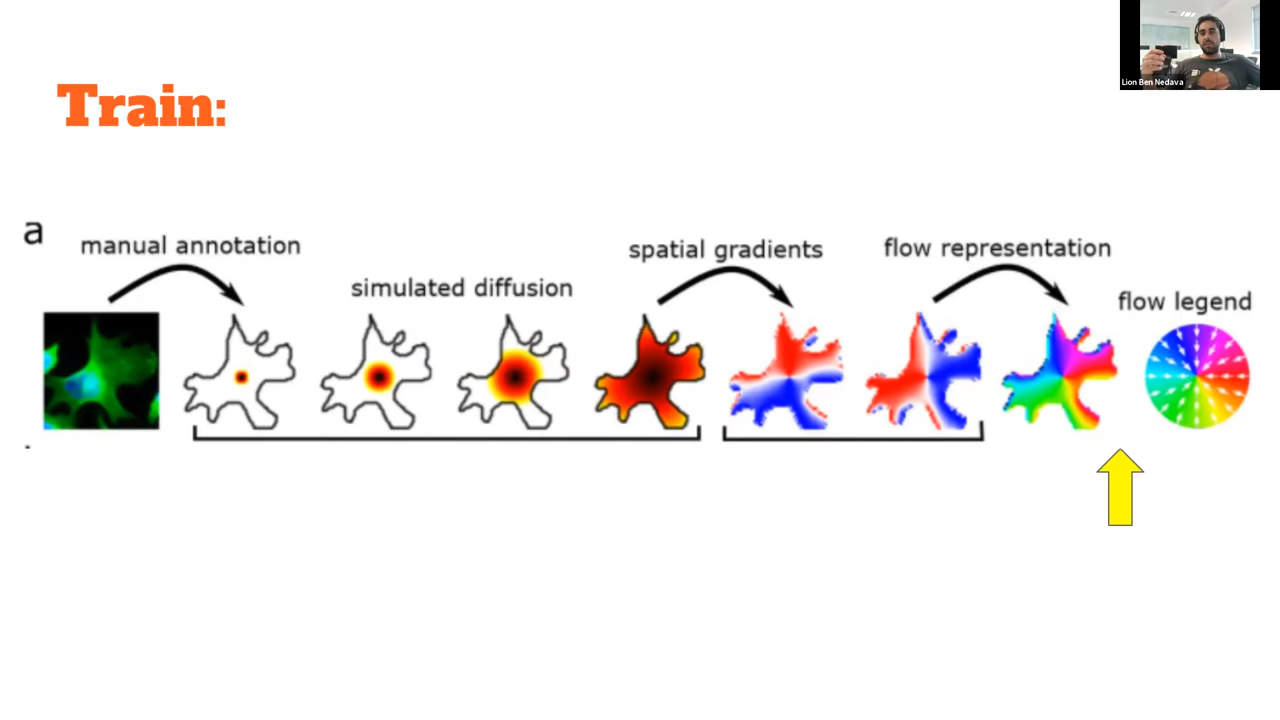 Lion Ben Nedava
Train:
a
manual annotation
simulated diffusion
spatial gradients
flow representation
flow legend